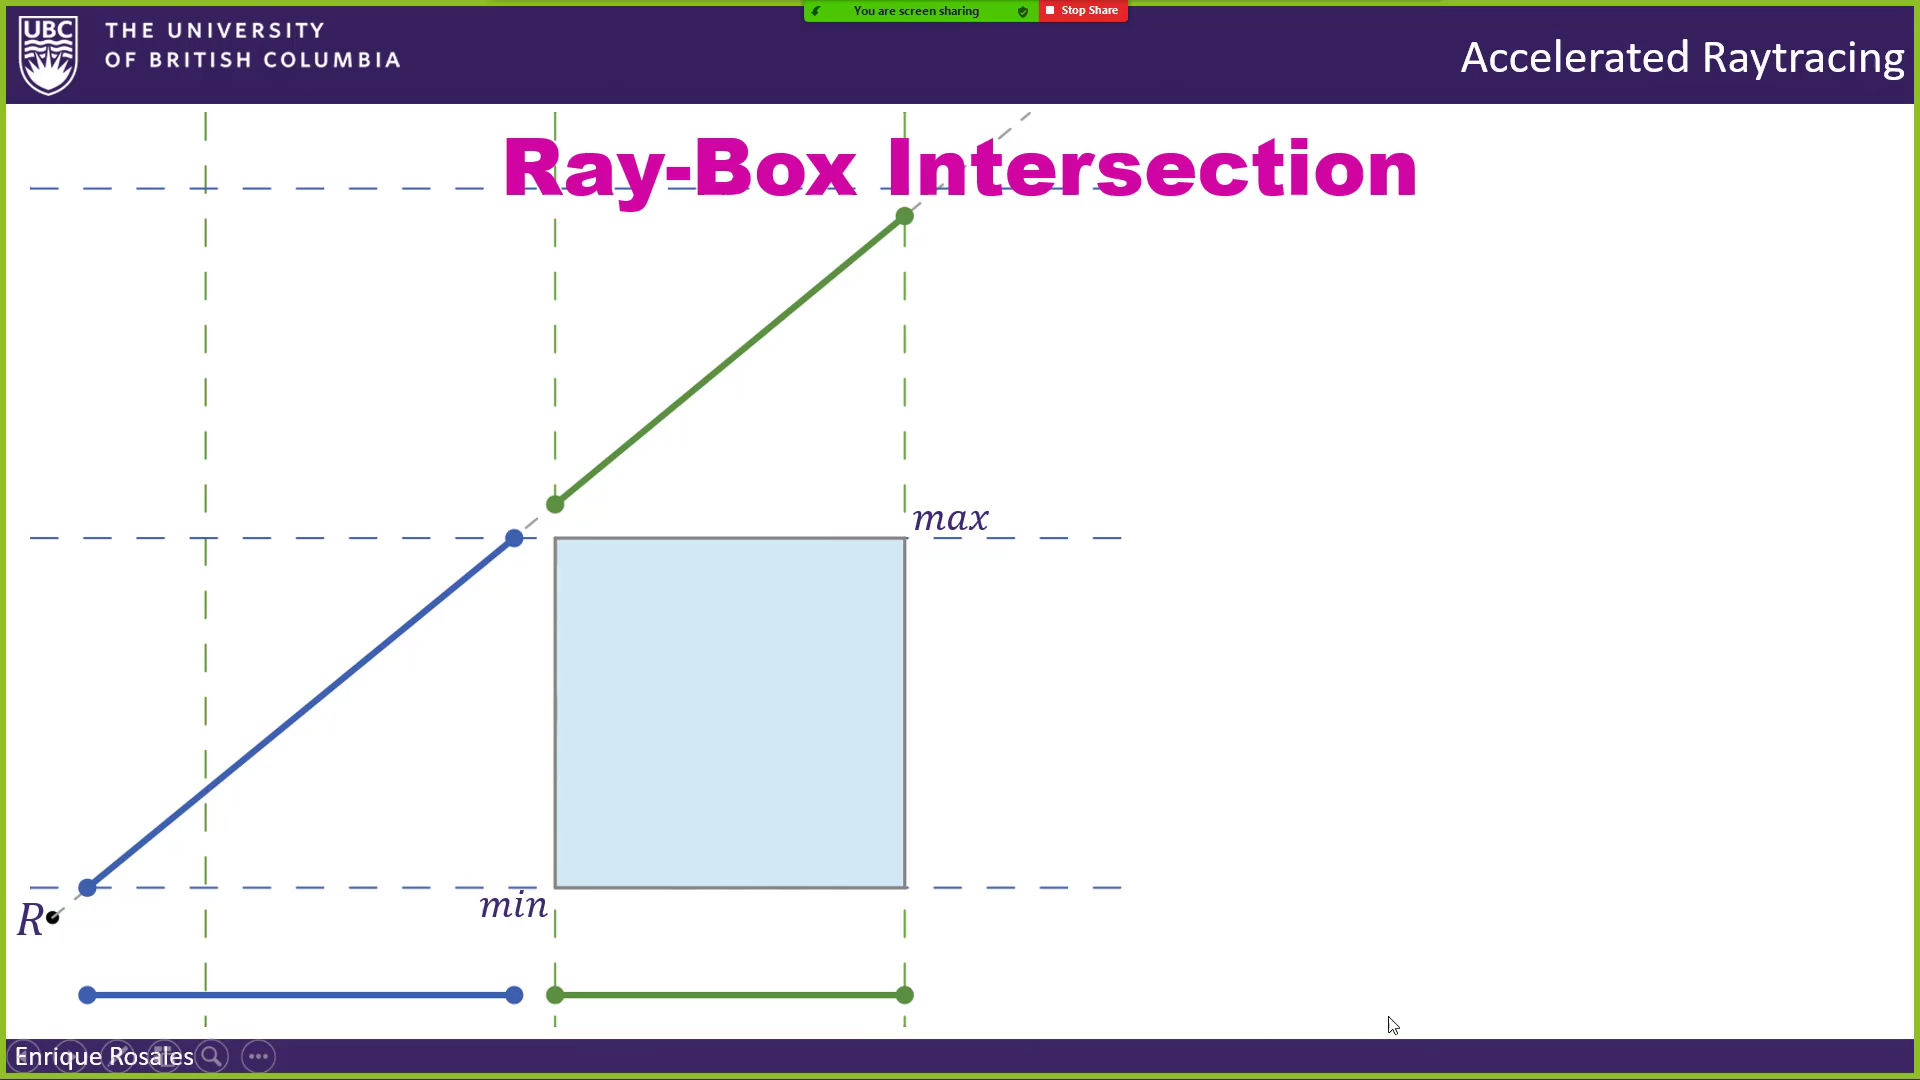 You are screen sharing
Stop Share
UBC
THE UNIVERSITY
OF BRITISH COLUMBIA
Accelerated Raytracing
Ray-Box Intersection
max
min
R
Enrique Rosales